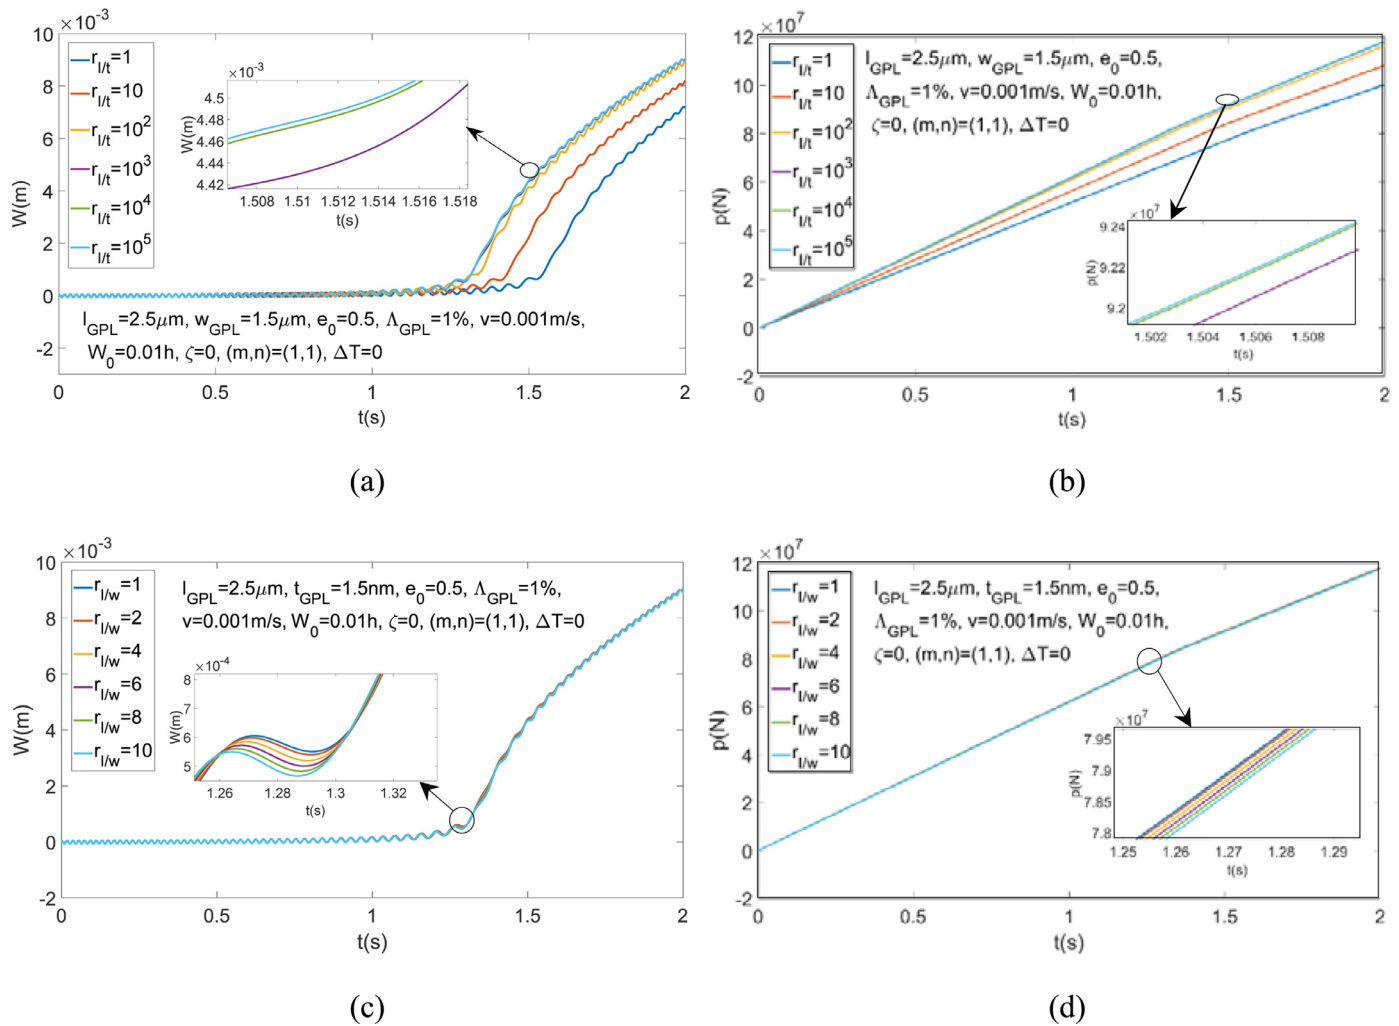 ×10⁻³
10
8
6
4
2
0
-2
W(m)
r_l/t=1
r_l/t=10
r_l/t=10²
r_l/t=10³
r_l/t=10⁴
r_l/t=10⁵
×10⁻³
4.5
4.48
4.46
4.44
4.42
W(m)
1.508 1.51 1.512 1.514 1.516 1.518
t(s)
l_GPL=2.5μm, w_GPL=1.5μm, e_0=0.5, Λ_GPL=1%, v=0.001m/s,
W_0=0.01h, ζ=0, (m,n)=(1,1), ΔT=0
0 0.5 1 1.5 2
t(s)
(a)
×10⁷
12
10
8
6
4
2
0
-2
p(N)
r_l/t=1
r_l/t=10
r_l/t=10²
r_l/t=10³
r_l/t=10⁴
r_l/t=10⁵
l_GPL=2.5μm, w_GPL=1.5μm, e_0=0.5,
Λ_GPL=1%, v=0.001m/s, W_0=0.01h,
ζ=0, (m,n)=(1,1), ΔT=0
×10⁷
9.24
9.22
9.2
p(N)
1.502 1.504 1.506 1.508
t(s)
0 0.5 1 1.5 2
t(s)
(b)
×10⁻³
10
8
6
4
2
0
-2
W(m)
r_l/w=1
r_l/w=2
r_l/w=4
r_l/w=6
r_l/w=8
r_l/w=10
l_GPL=2.5μm, t_GPL=1.5nm, e_0=0.5, Λ_GPL=1%,
v=0.001m/s, W_0=0.01h, ζ=0, (m,n)=(1,1), ΔT=0
×10⁻⁴
8
7
6
5
W(m)
1.26 1.28 1.3 1.32
t(s)
0 0.5 1 1.5 2
t(s)
(c)
×10⁷
12
10
8
6
4
2
0
-2
p(N)
r_l/w=1
r_l/w=2
r_l/w=4
r_l/w=6
r_l/w=8
r_l/w=10
l_GPL=2.5μm, t_GPL=1.5nm, e_0=0.5,
Λ_GPL=1%, v=0.001m/s, W_0=0.01h,
ζ=0, (m,n)=(1,1), ΔT=0
×10⁷
7.95
7.9
7.85
7.8
p(N)
1.25 1.26 1.27 1.28 1.29
t(s)
0 0.5 1 1.5 2
t(s)
(d)